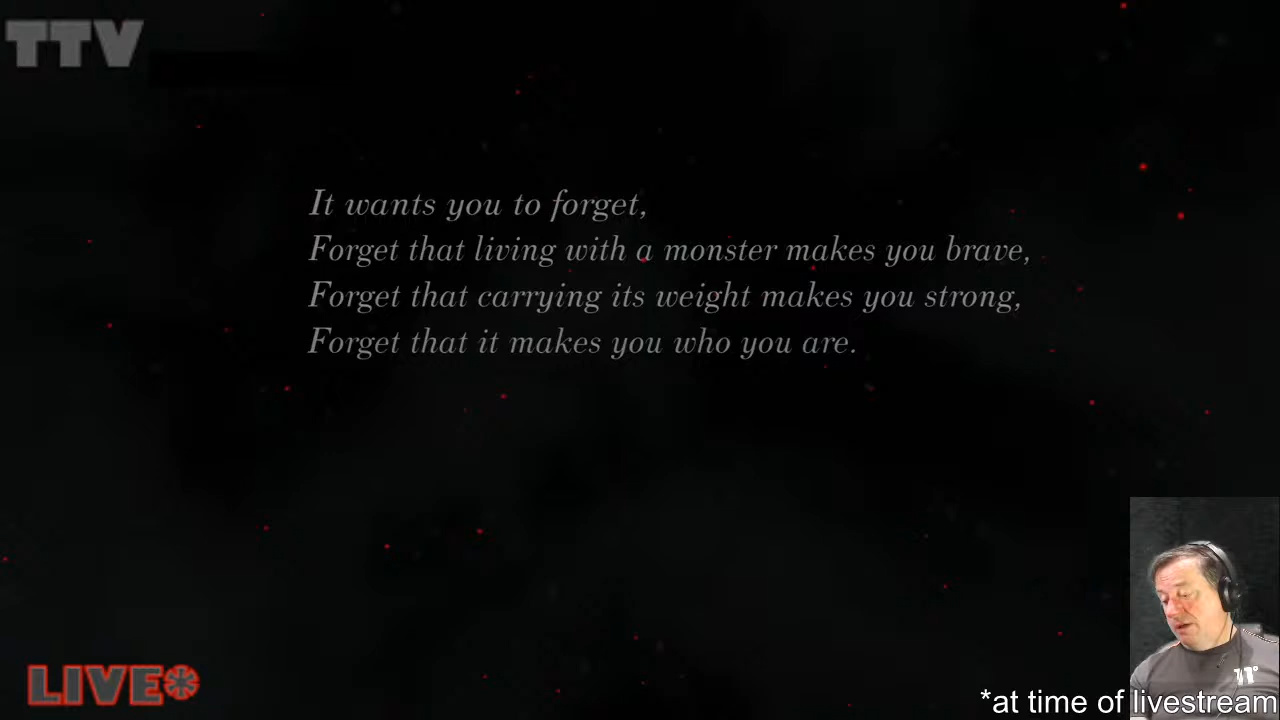 TTV
It wants you to forget,
Forget that living with a monster makes you brave,
Forget that carrying its weight makes you strong,
Forget that it makes you who you are.
LIVE*
*at time of livestream